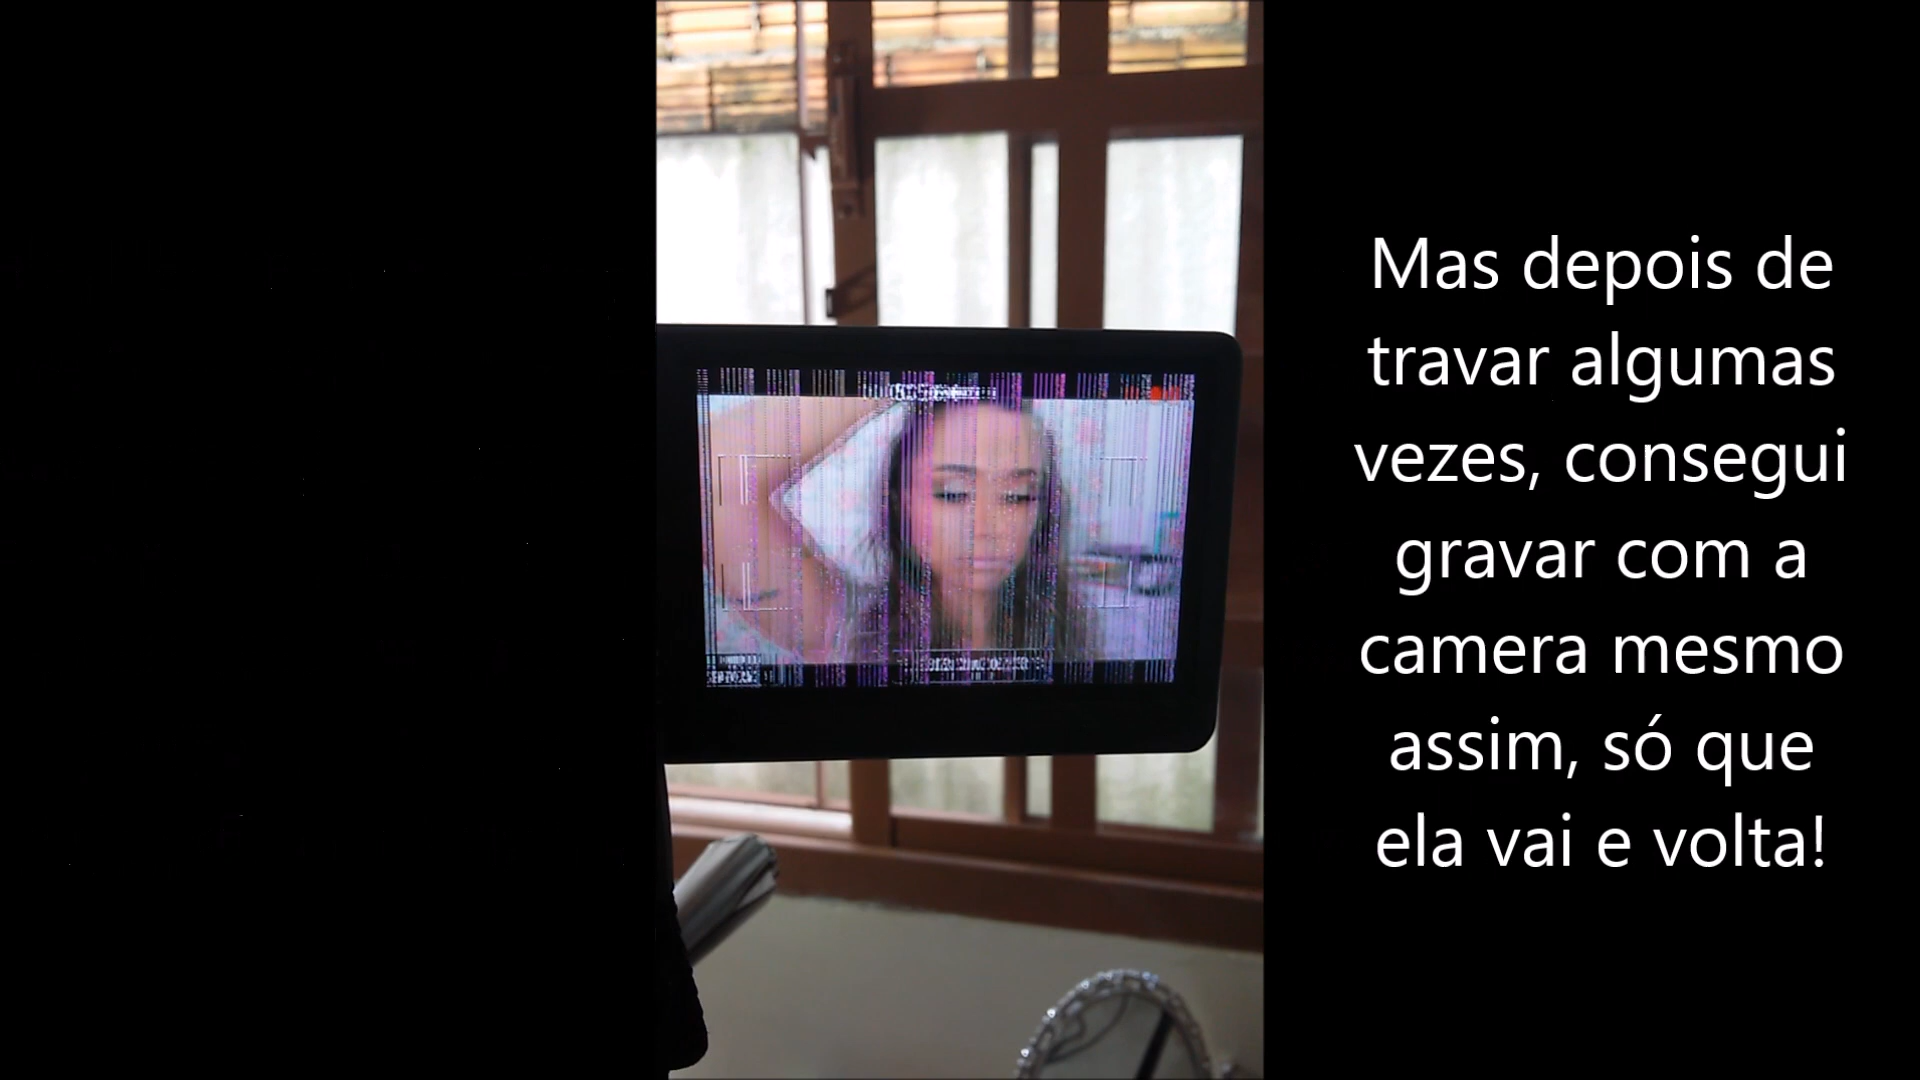 Mas depois de
travar algumas
vezes, consegui
gravar com a
camera mesmo
assim, só que
ela vai e volta!